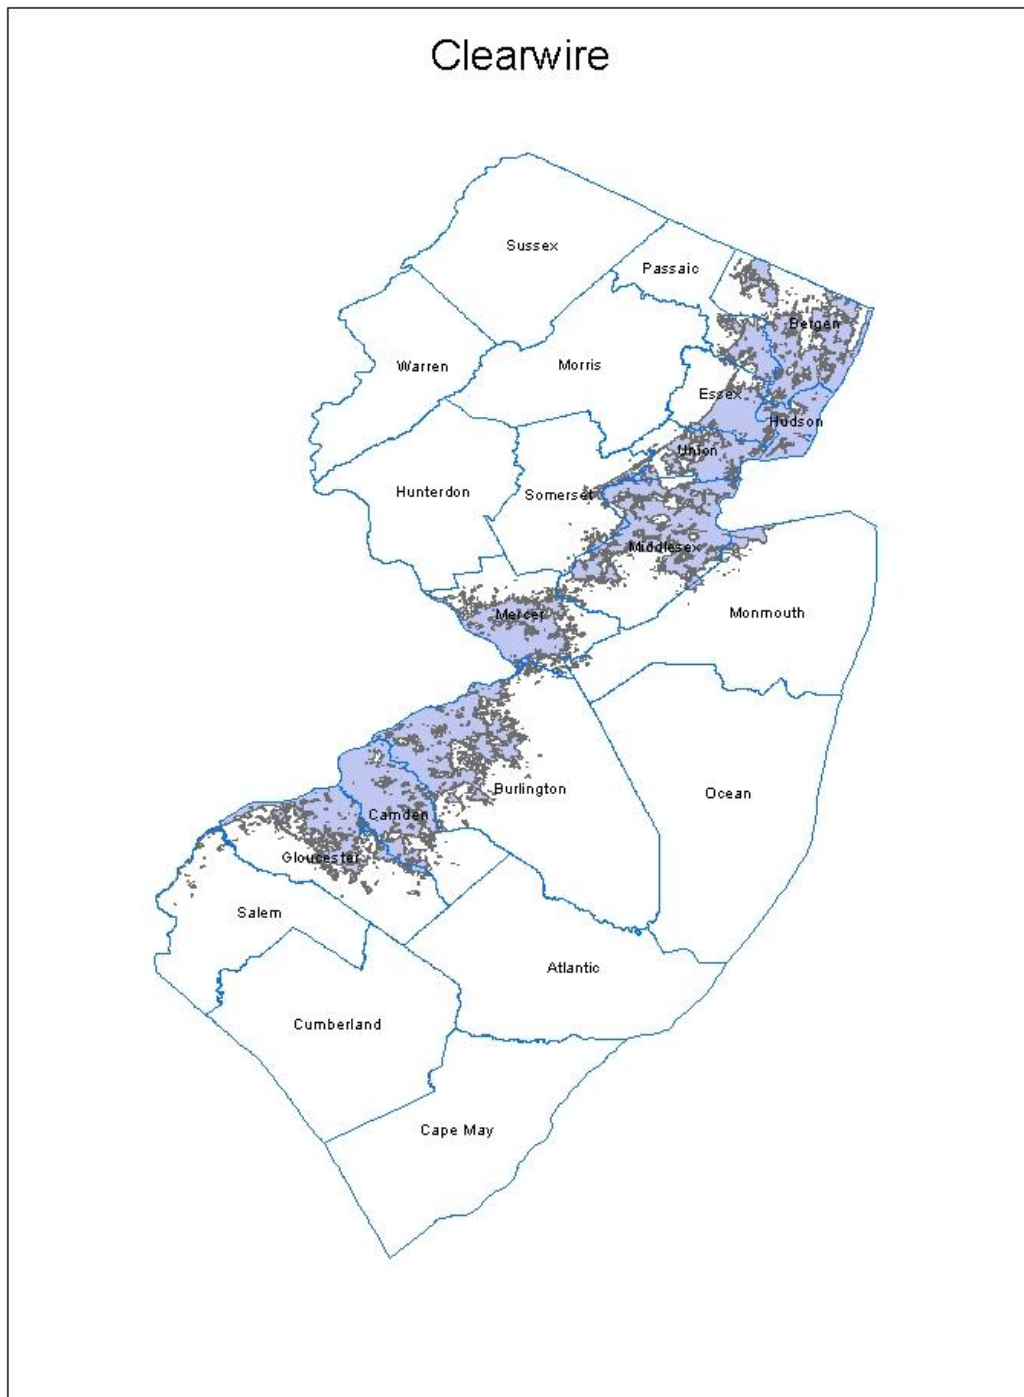 Clearwire
Sussex
Passaic
Bergen
Warren
Morris
Essex
Hudson
Union
Hunterdon
Somerset
Middlesex
Mercer
Monmouth
Burlington
Ocean
Camden
Gloucester
Salem
Atlantic
Cumberland
Cape May